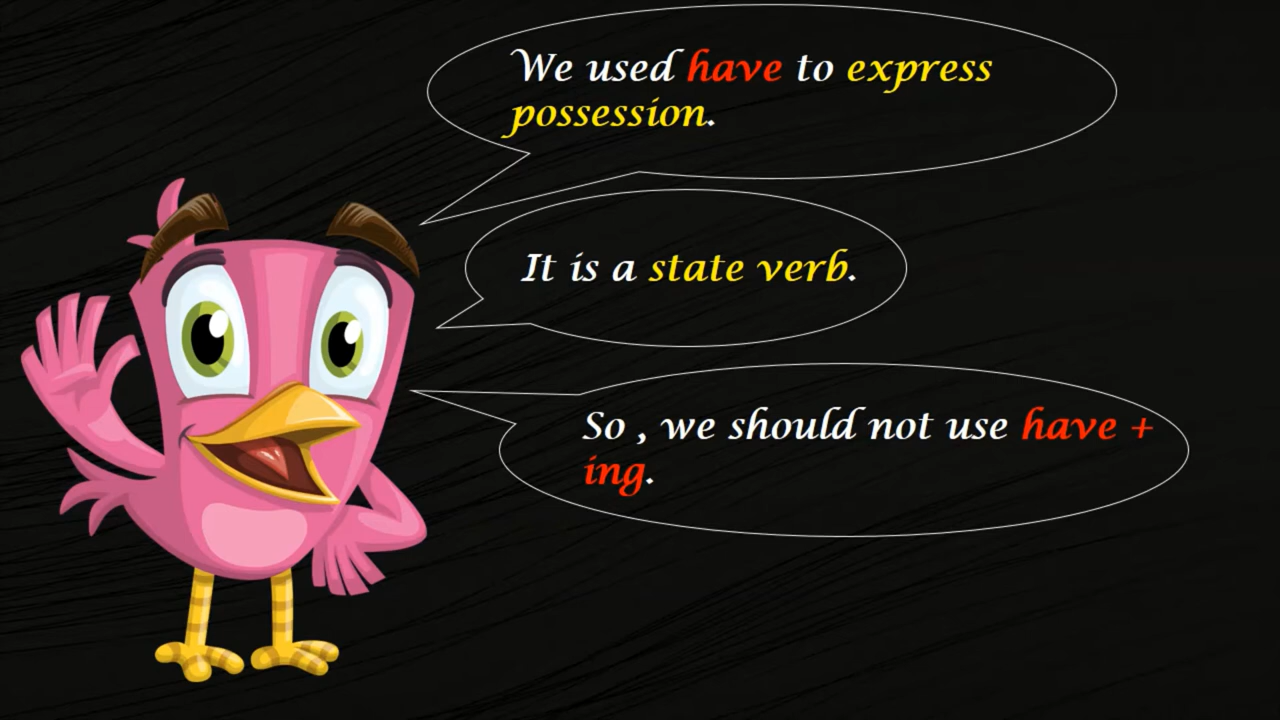 We used have to express
possession.
It is a state verb.
So , we should not use have +
ing.